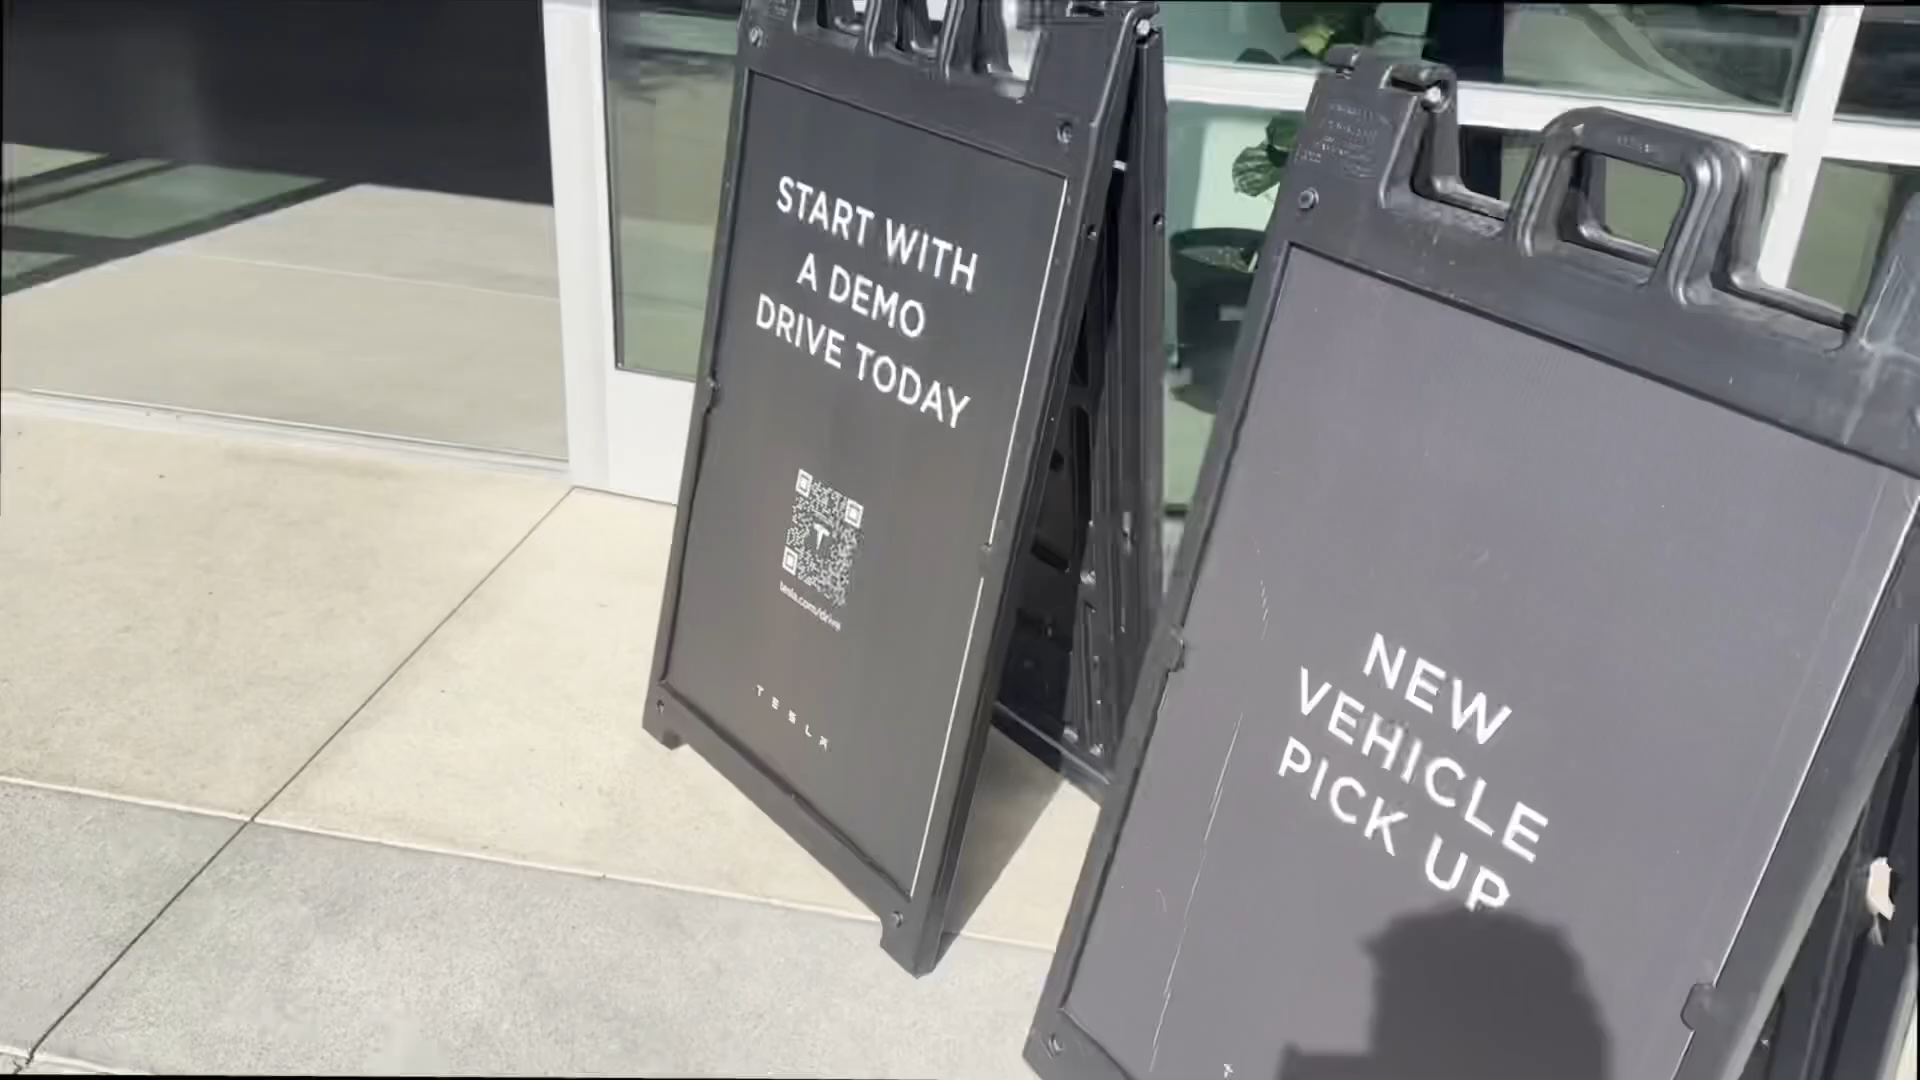 START WITH
A DEMO
DRIVE TODAY
tesla.com/drive
TESLA
NEW
VEHICLE
PICK UP